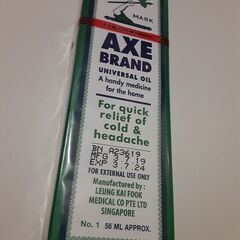 MARK
AXE
BRAND
UNIVERSAL OIL
A handy medicine
for the home
For quick
relief of
cold &
headache
BN A23619
MFG 3.7.19
EXP 3.7.24
FOR EXTERNAL USE ONLY
Manufactured by :
LEUNG KAI FOOK
MEDICAL CO PTE LTD
SINGAPORE
No. 1 56 ML APPROX.